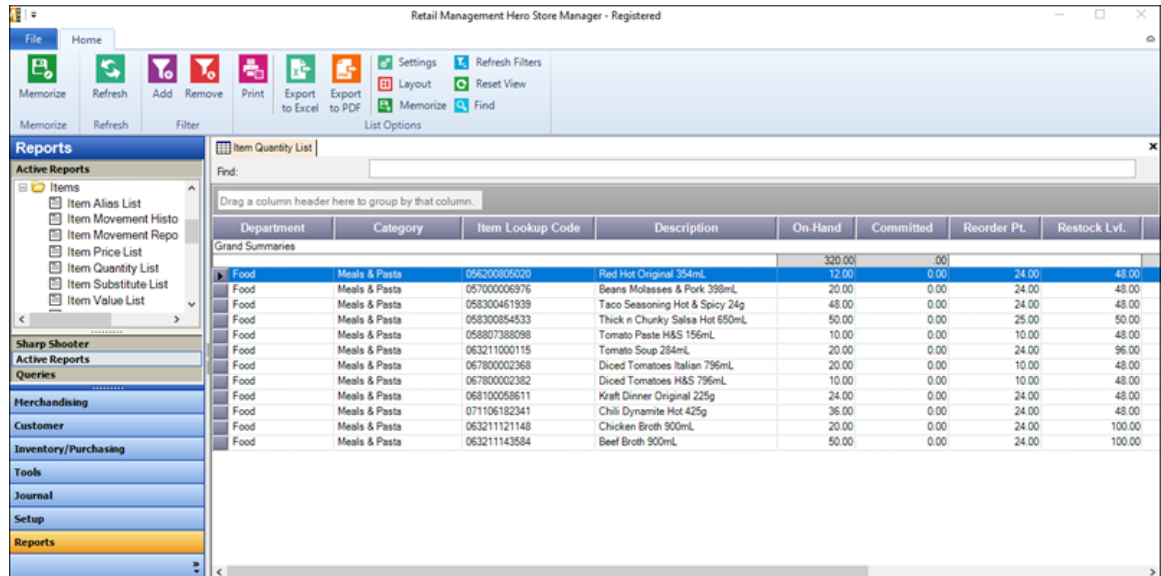 Retail Management Hero Store Manager - Registered
File Home
Memorize Refresh Add Remove Print Export to Excel Export to PDF Settings Refresh Filters
Layout Reset View
Memorize Find
Memorize Refresh Filter List Options
Reports
Active Reports
Items
Item Alias List
Item Movement Histo
Item Movement Repo
Item Price List
Item Quantity List
Item Substitute List
Item Value List
Sharp Shooter
Active Reports
Queries
Merchandising
Customer
Inventory/Purchasing
Tools
Journal
Setup
Reports
Item Quantity List
Find:
Drag a column header here to group by that column.
Department Category Item Lookup Code Description On-Hand Committed Reorder Pt. Restock Lvl.
Grand Summaries
320.00 .00
Food Meals & Pasta 056200805020 Red Hot Original 354mL 12.00 0.00 24.00 48.00
Food Meals & Pasta 057000006976 Beans Molasses & Pork 398mL 20.00 0.00 24.00 48.00
Food Meals & Pasta 058300461939 Taco Seasoning Hot & Spicy 24g 48.00 0.00 24.00 48.00
Food Meals & Pasta 058300854533 Thick n Chunky Salsa Hot 650mL 50.00 0.00 25.00 50.00
Food Meals & Pasta 058807388098 Tomato Paste H&S 156mL 10.00 0.00 10.00 48.00
Food Meals & Pasta 063211000115 Tomato Soup 284mL 20.00 0.00 24.00 96.00
Food Meals & Pasta 067800002368 Diced Tomatoes Italian 796mL 20.00 0.00 10.00 48.00
Food Meals & Pasta 067800002382 Diced Tomatoes H&S 796mL 10.00 0.00 10.00 48.00
Food Meals & Pasta 068100058611 Kraft Dinner Original 225g 24.00 0.00 24.00 48.00
Food Meals & Pasta 071106182341 Chili Dynamite Hot 425g 36.00 0.00 24.00 48.00
Food Meals & Pasta 063211121148 Chicken Broth 900mL 20.00 0.00 24.00 100.00
Food Meals & Pasta 063211143584 Beef Broth 900mL 50.00 0.00 24.00 100.00